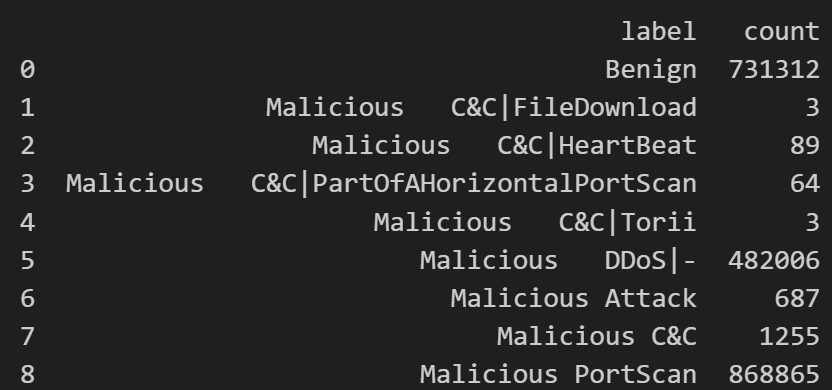 label count
0 Benign 731312
1 Malicious   C&C|FileDownload 3
2 Malicious   C&C|HeartBeat 89
3 Malicious   C&C|PartOfAHorizontalPortScan 64
4 Malicious   C&C|Torii 3
5 Malicious   DDoS|- 482006
6 Malicious Attack 687
7 Malicious C&C 1255
8 Malicious PortScan 868865